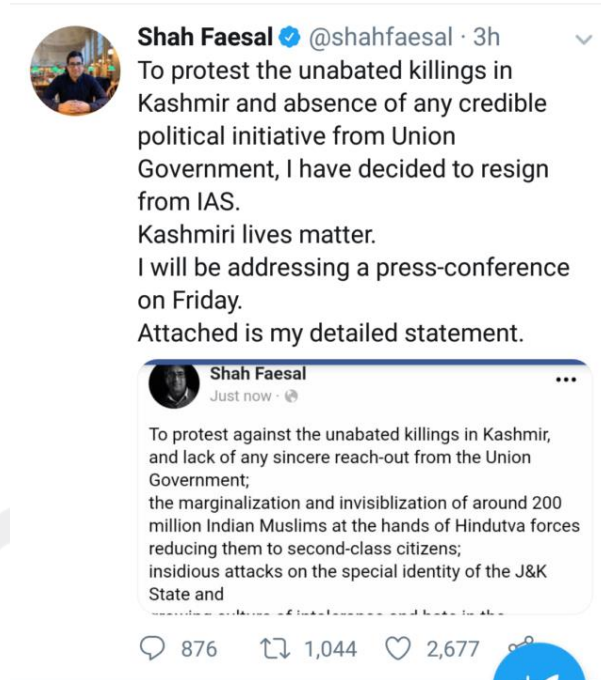 Shah Faesal @shahfaesal · 3h
To protest the unabated killings in
Kashmir and absence of any credible
political initiative from Union
Government, I have decided to resign
from IAS.
Kashmiri lives matter.
I will be addressing a press-conference
on Friday.
Attached is my detailed statement.
Shah Faesal
Just now ·
To protest against the unabated killings in Kashmir,
and lack of any sincere reach-out from the Union
Government;
the marginalization and invisiblization of around 200
million Indian Muslims at the hands of Hindutva forces
reducing them to second-class citizens;
insidious attacks on the special identity of the J&K
State and
876 1,044 2,677